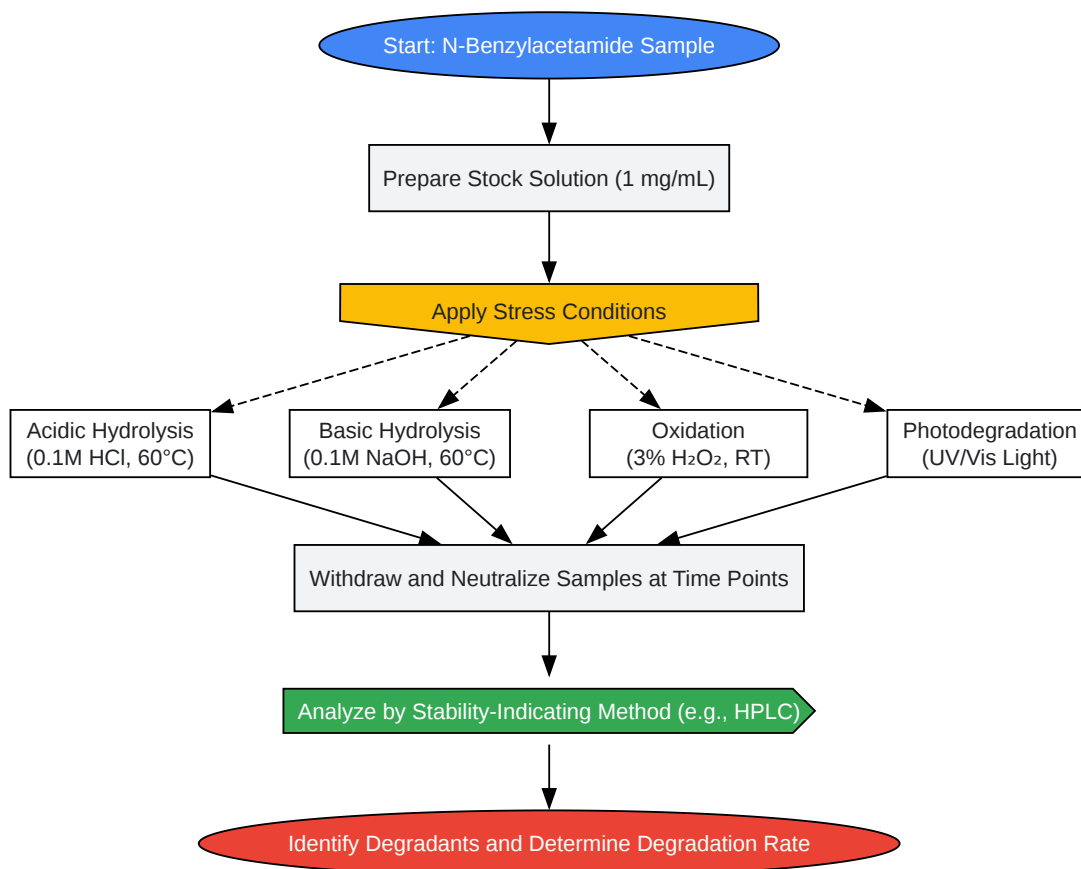 Start: N-Benzylacetamide Sample
Prepare Stock Solution (1 mg/mL)
Apply Stress Conditions
Acidic Hydrolysis
(0.1M HCl, 60°C)
Basic Hydrolysis
(0.1M NaOH, 60°C)
Oxidation
(3% H₂O₂, RT)
Photodegradation
(UV/Vis Light)
Withdraw and Neutralize Samples at Time Points
Analyze by Stability-Indicating Method (e.g., HPLC)
Identify Degradants and Determine Degradation Rate